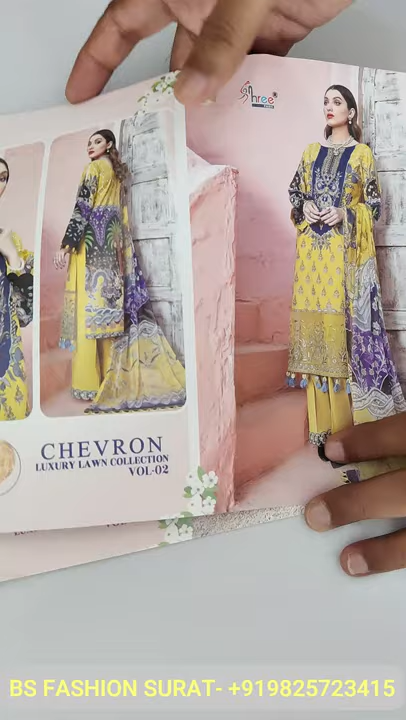 Shree
CHEVRON
LUXURY LAWN COLLECTION
VOL-02
BS FASHION SURAT- +919825723415